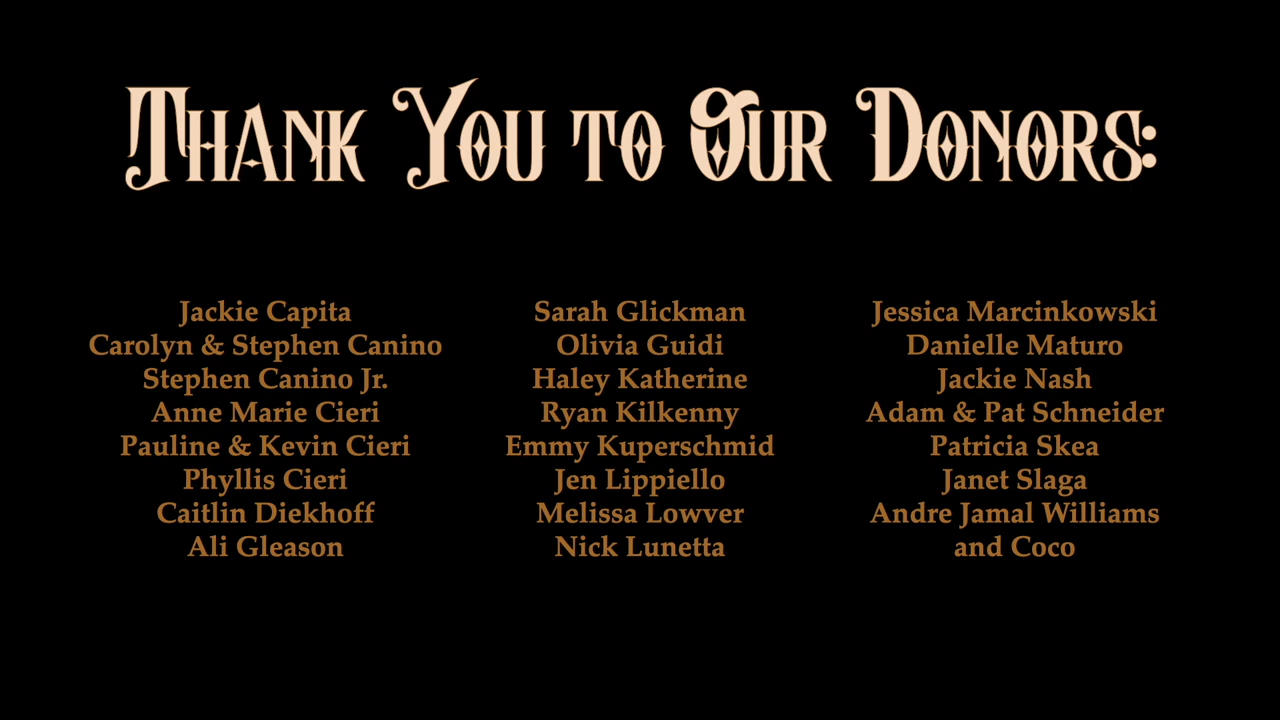 Thank You to Our Donors:
Jackie Capita
Carolyn & Stephen Canino
Stephen Canino Jr.
Anne Marie Cieri
Pauline & Kevin Cieri
Phyllis Cieri
Caitlin Diekhoff
Ali Gleason
Sarah Glickman
Olivia Guidi
Haley Katherine
Ryan Kilkenny
Emmy Kuperschmid
Jen Lippiello
Melissa Lowver
Nick Lunetta
Jessica Marcinkowski
Danielle Maturo
Jackie Nash
Adam & Pat Schneider
Patricia Skea
Janet Slaga
Andre Jamal Williams
and Coco